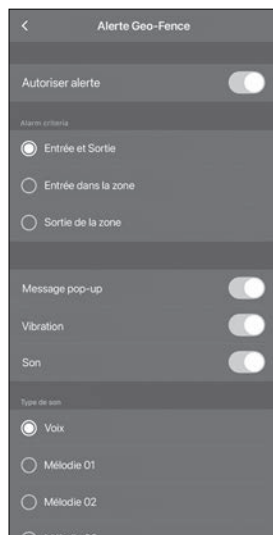 Alerte Geo-Fence
Autoriser alerte
Alarm criteria
Entrée et Sortie
Entrée dans la zone
Sortie de la zone
Message pop-up
Vibration
Son
Type de son
Voix
Mélodie 01
Mélodie 02